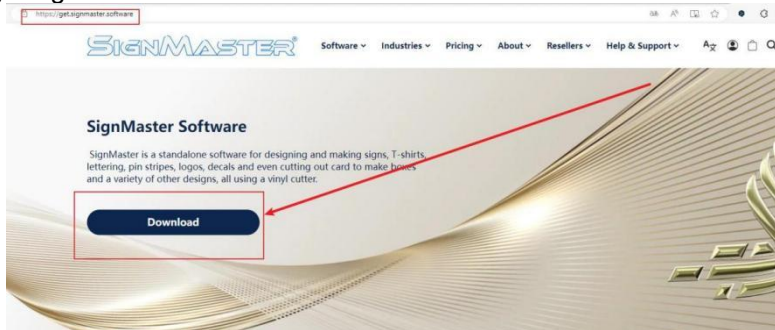 https://get.signmaster.software
SIGNMASTER
Software Industries Pricing About Resellers Help & Support
SignMaster Software
SignMaster is a standalone software for designing and making signs, T-shirts,
lettering, pin stripes, logos, decals and even cutting out card to make boxes
and a variety of other designs, all using a vinyl cutter.
Download